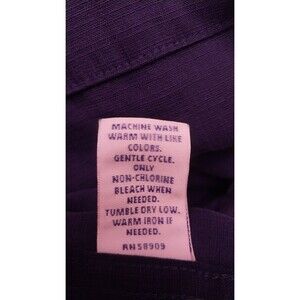 MACHINE WASH
WARM WITH LIKE
COLORS.
GENTLE CYCLE.
ONLY
NON-CHLORINE
BLEACH WHEN
NEEDED.
TUMBLE DRY LOW.
WARM IRON IF
NEEDED.
RN58909